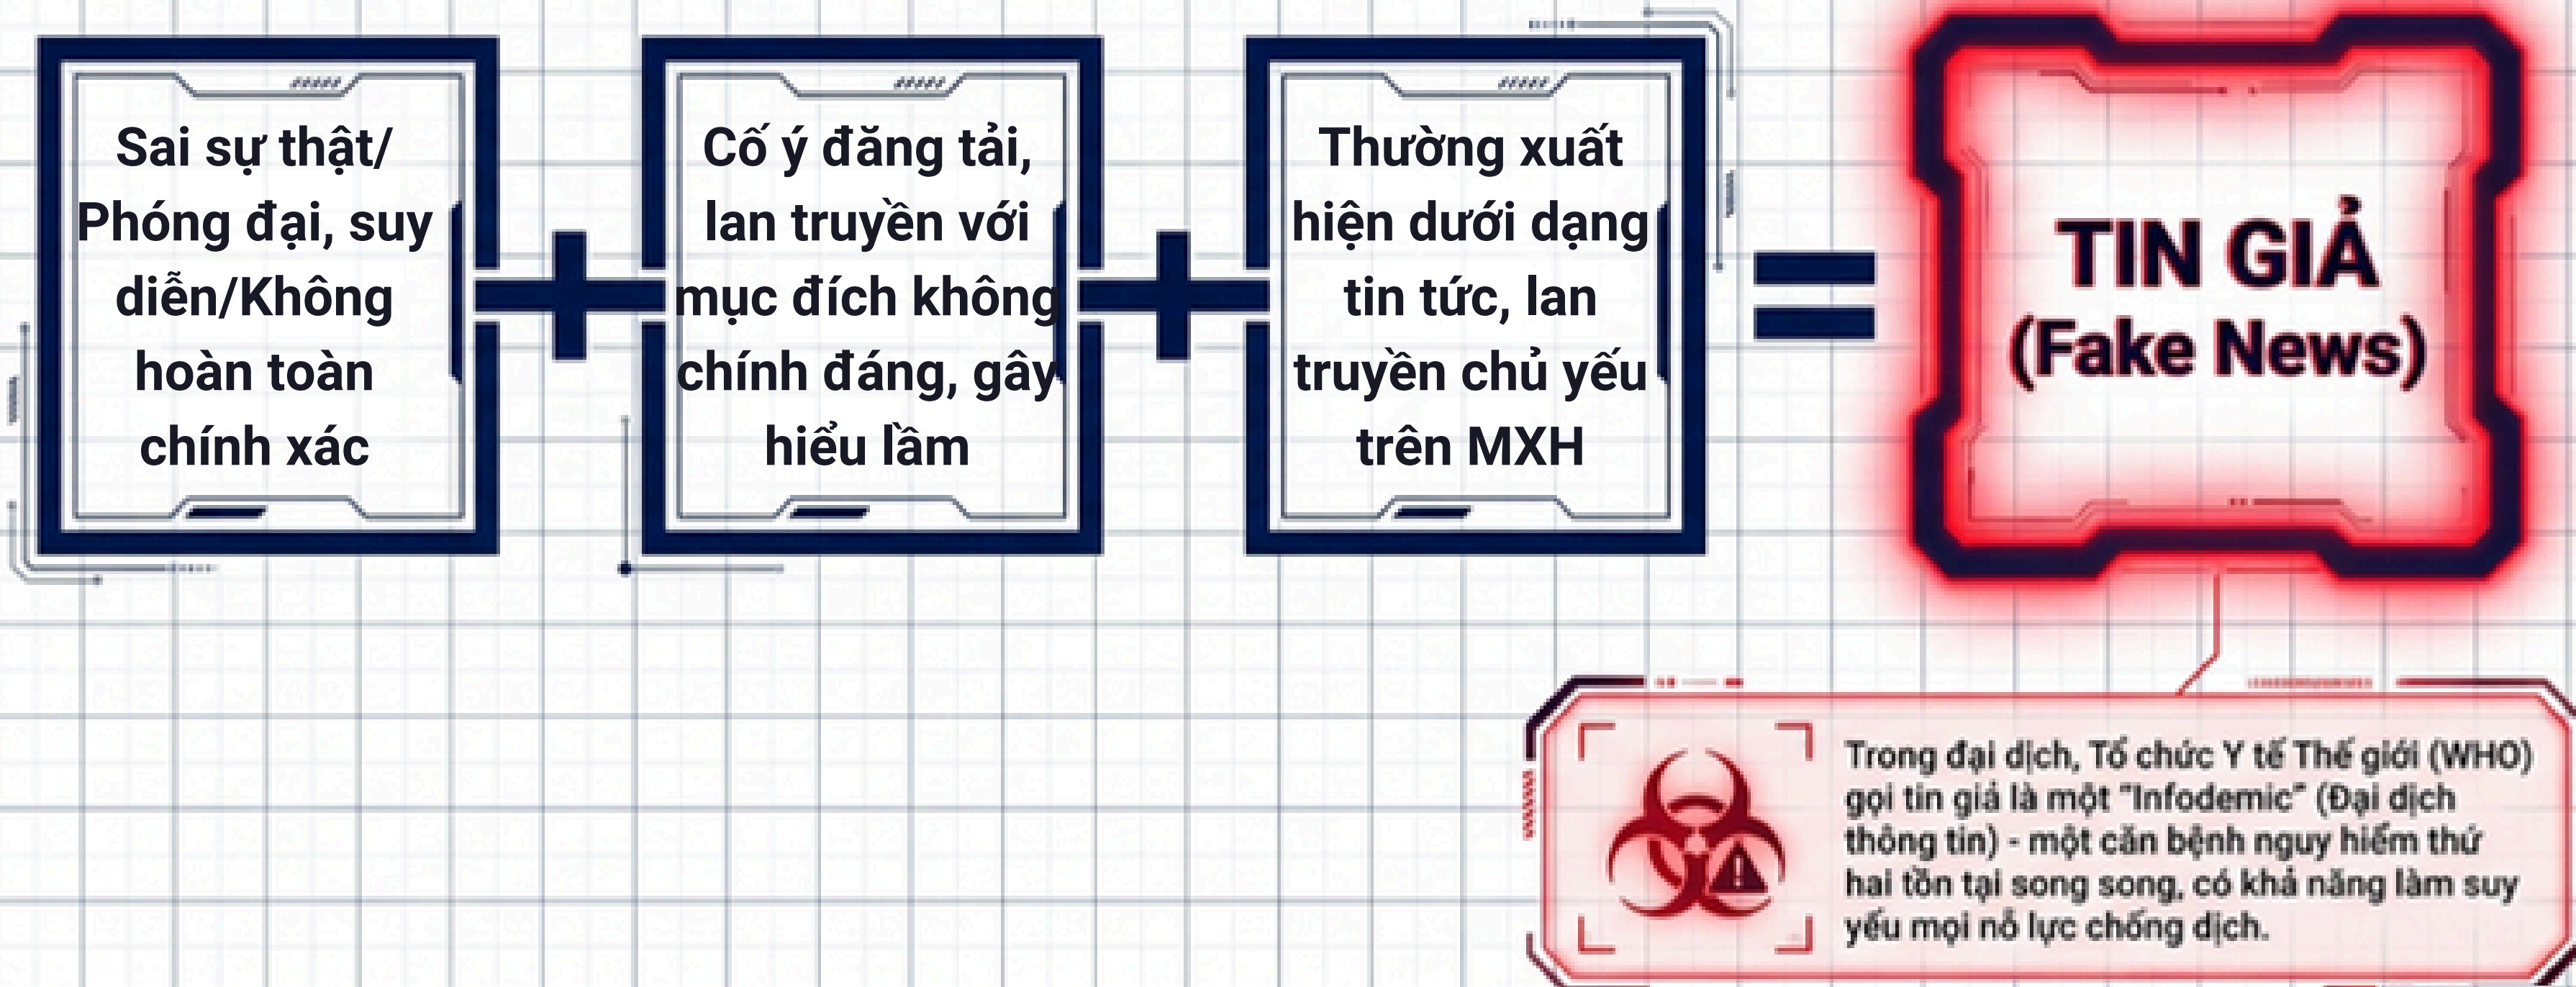 Sai sự thật/
Phóng đại, suy
diễn/Không
hoàn toàn
chính xác
Cố ý đăng tải,
lan truyền với
mục đích không
chính đáng, gây
hiểu lầm
Thường xuất
hiện dưới dạng
tin tức, lan
truyền chủ yếu
trên MXH
TIN GIẢ
(Fake News)
Trong đại dịch, Tổ chức Y tế Thế giới (WHO)
gọi tin giả là một "Infodemic" (Đại dịch
thông tin) - một căn bệnh nguy hiểm thứ
hai tồn tại song song, có khả năng làm suy
yếu mọi nỗ lực chống dịch.